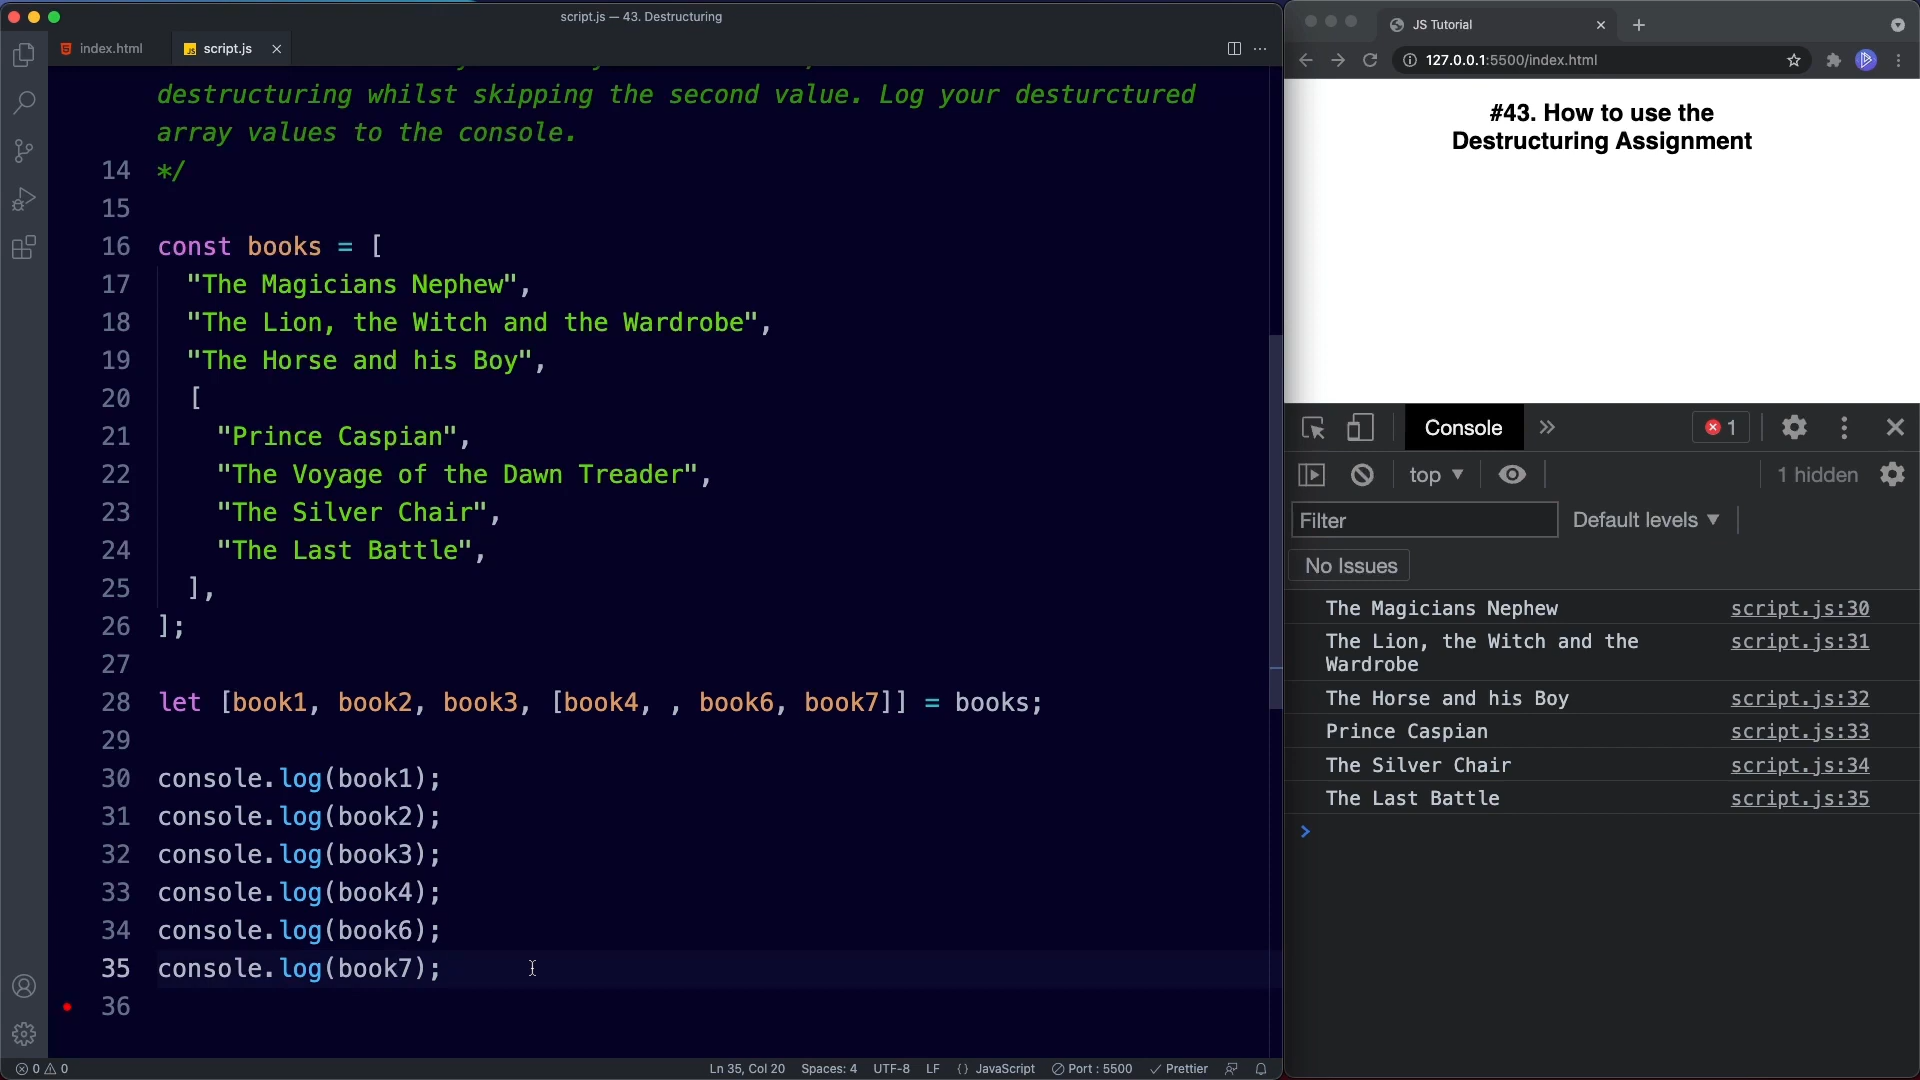 script.js — 43. Destructuring
index.html
script.js
destructuring whilst skipping the second value. Log your desturctured
array values to the console.
14 */
15
16 const books = [
17 "The Magicians Nephew",
18 "The Lion, the Witch and the Wardrobe",
19 "The Horse and his Boy",
20 [
21 "Prince Caspian",
22 "The Voyage of the Dawn Treader",
23 "The Silver Chair",
24 "The Last Battle",
25 ],
26 ];
27
28 let [book1, book2, book3, [book4, , book6, book7]] = books;
29
30 console.log(book1);
31 console.log(book2);
32 console.log(book3);
33 console.log(book4);
34 console.log(book6);
35 console.log(book7);
36
0 0
Ln 35, Col 20 Spaces: 4 UTF-8 LF {} JavaScript Port : 5500 Prettier
JS Tutorial
127.0.0.1:5500/index.html
#43. How to use the
Destructuring Assignment
Console » 1
top 1 hidden
Filter Default levels
No Issues
The Magicians Nephew script.js:30
The Lion, the Witch and the script.js:31
Wardrobe
The Horse and his Boy script.js:32
Prince Caspian script.js:33
The Silver Chair script.js:34
The Last Battle script.js:35
>